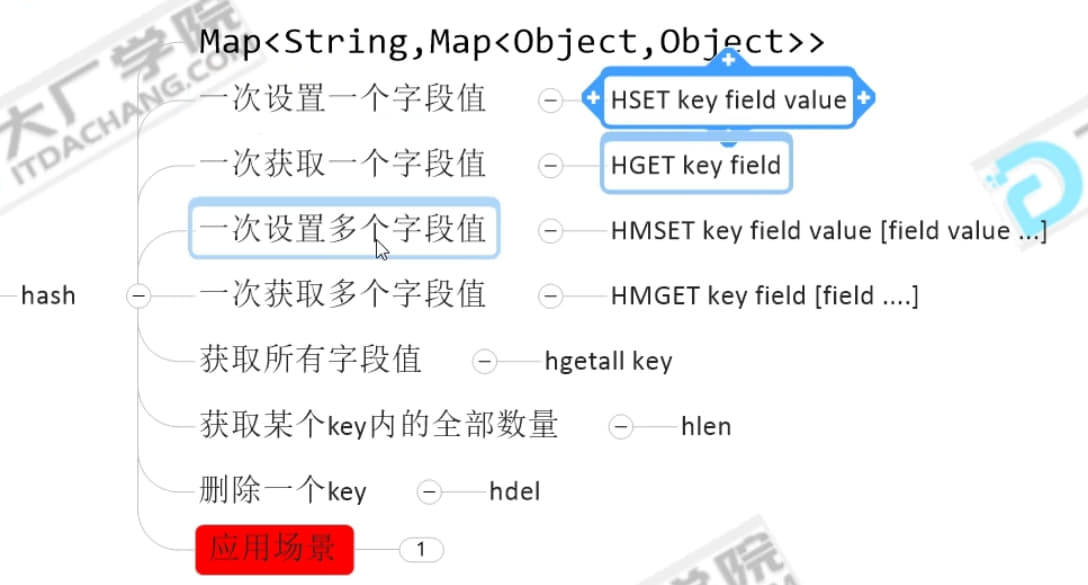 大厂学院
ITDACHANG.COM
Map<String,Map<Object,Object>>
一次设置一个字段值 HSET key field value
一次获取一个字段值 HGET key field
一次设置多个字段值 HMSET key field value [field value ...]
hash 一次获取多个字段值 HMGET key field [field ....]
获取所有字段值 hgetall key
获取某个key内的全部数量 hlen
删除一个key hdel
应用场景 1
学院